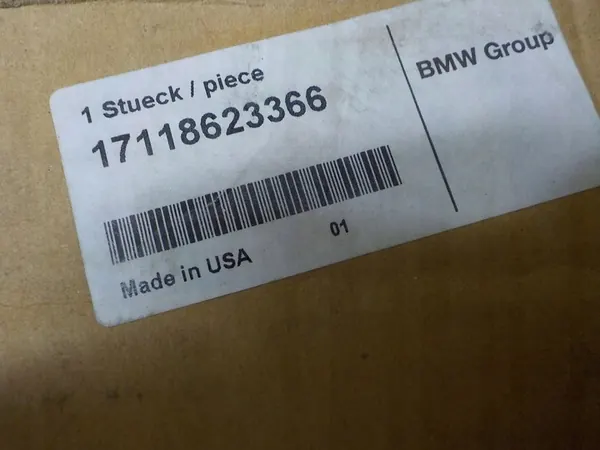 1 Stueck / piece
17118623366
Made in USA
01
BMW Group